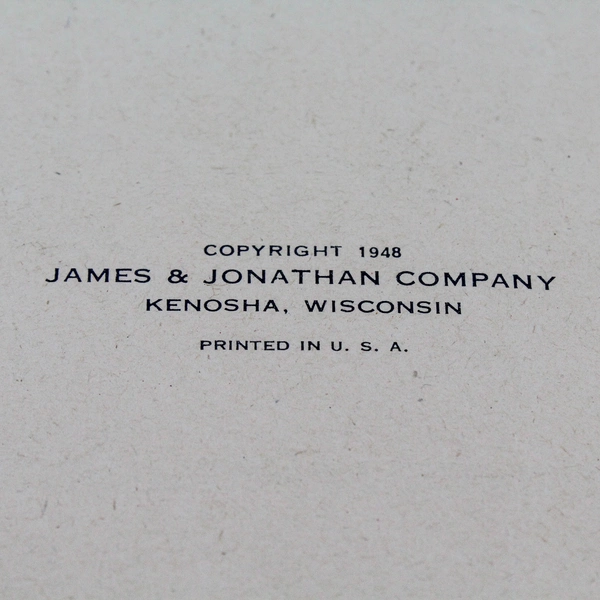 COPYRIGHT 1948
JAMES & JONATHAN COMPANY
KENOSHA, WISCONSIN
PRINTED IN U. S. A.